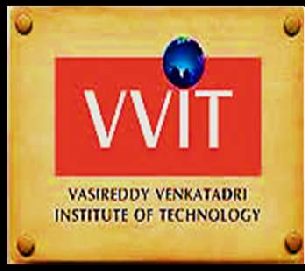 VVIT
VASIREDDY VENKATADRI
INSTITUTE OF TECHNOLOGY